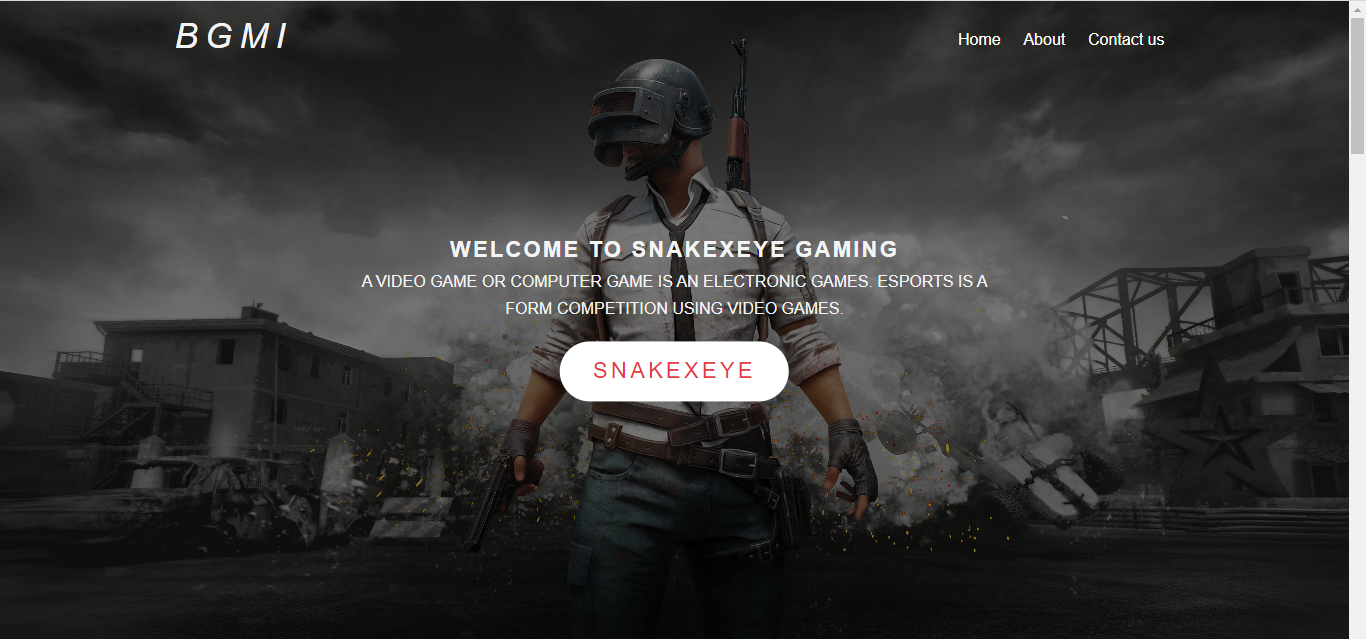 BGMI
Home About Contact us
WELCOME TO SNAKEXEYE GAMING
A VIDEO GAME OR COMPUTER GAME IS AN ELECTRONIC GAMES. ESPORTS IS A
FORM COMPETITION USING VIDEO GAMES.
SNAKEXEYE